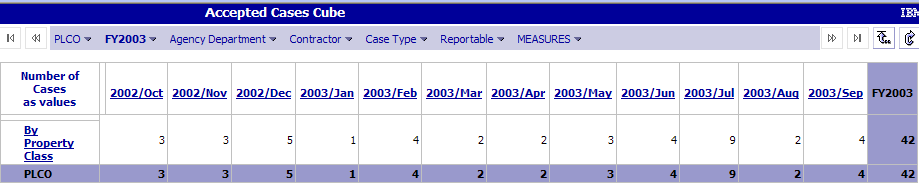 Accepted Cases Cube IBM
PLCO FY2003 Agency Department Contractor Case Type Reportable MEASURES
Number of
Cases
as values
2002/Oct 2002/Nov 2002/Dec 2003/Jan 2003/Feb 2003/Mar 2003/Apr 2003/May 2003/Jun 2003/Jul 2003/Aug 2003/Sep FY2003
By
Property
Class
3 3 5 1 4 2 2 3 4 9 2 4 42
PLCO 3 3 5 1 4 2 2 3 4 9 2 4 42